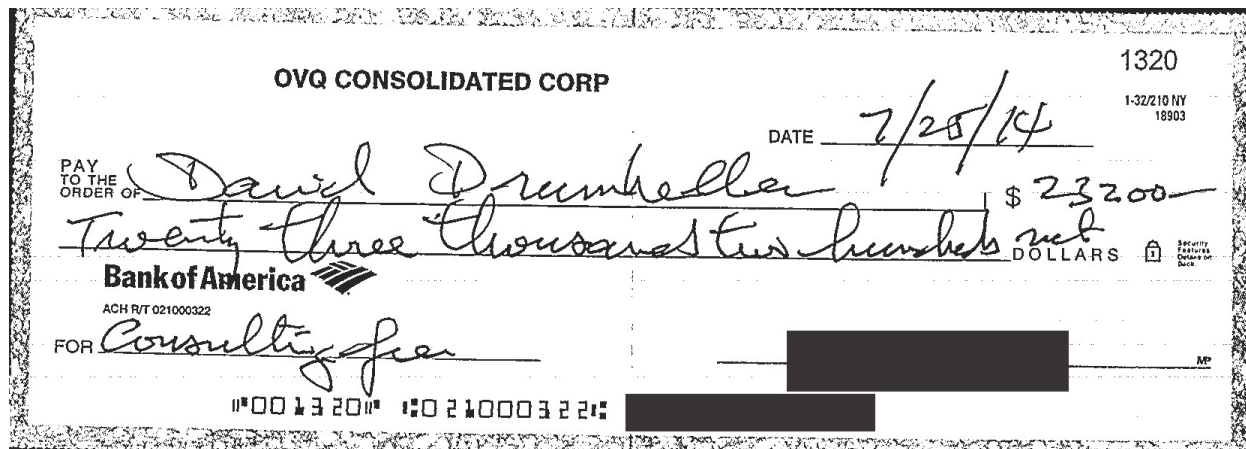 1320
OVQ CONSOLIDATED CORP
1-32/210 NY
18903
DATE 7/25/14
PAY
TO THE
ORDER OF David Drumheller $ 23200—
Twenty three thousand two hundred DOLLARS
Security
Features
Details on
Back.
Bank of America
ACH R/T 021000322
FOR Consulting fee
MP
⑈001320⑈ ⑆021000322⑆